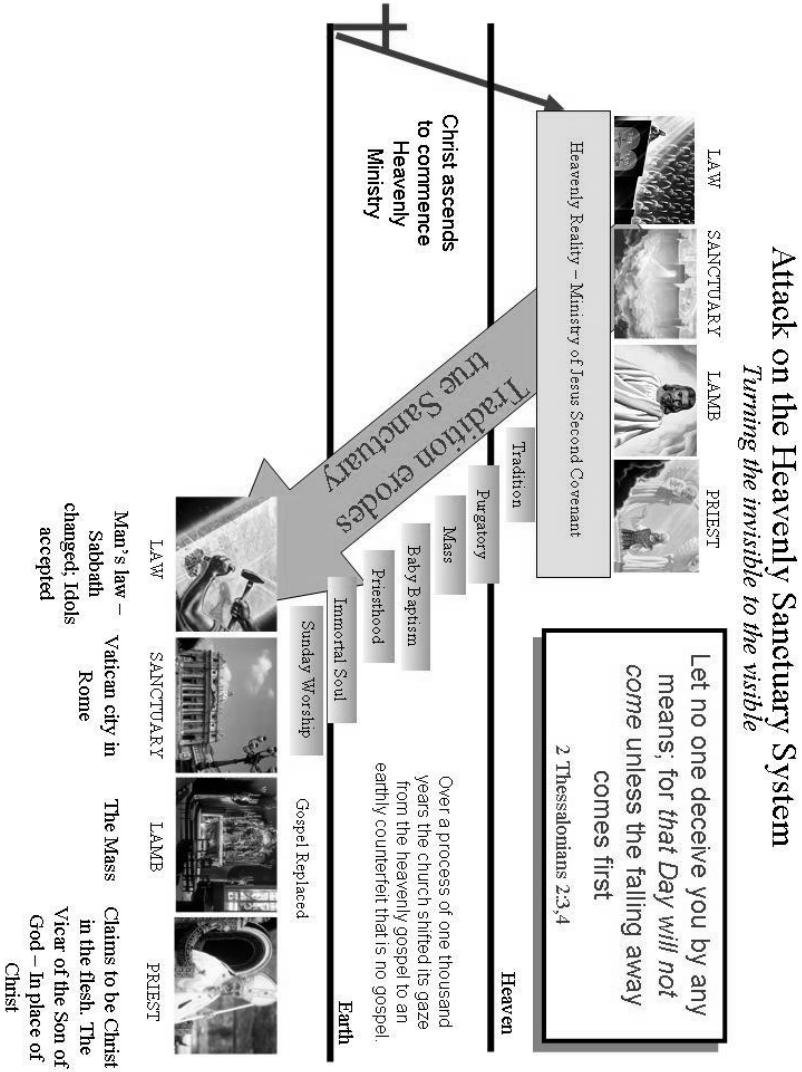 Attack on the Heavenly Sanctuary System
Turning the invisible to the visible
LAW
SANCTUARY
LAMB
PRIEST
Heavenly Reality – Ministry of Jesus Second Covenant
Let no one deceive you by any
means; for that Day will not
come unless the falling away
comes first
2 Thessalonians 2:3,4
Heaven
Christ ascends
to commence
Heavenly
Ministry
Tradition erodes
true Sanctuary
Tradition
Purgatory
Mass
Baby Baptism
Priesthood
Immortal Soul
Sunday Worship
Over a process of one thousand
years the church shifted its gaze
from the heavenly gospel to an
earthly counterfeit that is no gospel.
Earth
Gospel Replaced
LAW
SANCTUARY
LAMB
PRIEST
Man's law –
Sabbath
changed; Idols
accepted
Vatican city in
Rome
The Mass
Claims to be Christ
in the flesh. The
Vicar of the Son of
God – In place of
Christ